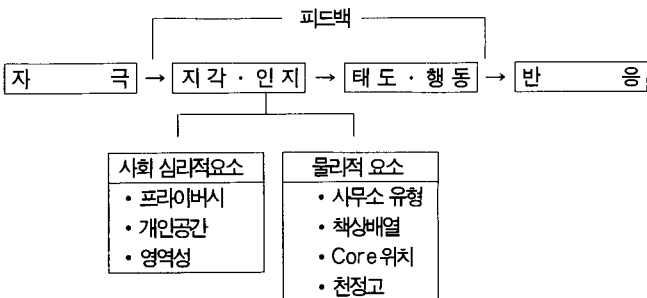 피드백
자 극 → 지각 · 인지 → 태도 · 행동 → 반 응
사회 심리적요소
• 프라이버시
• 개인공간
• 영역성
물리적 요소
• 사무소 유형
• 책상배열
• Core 위치
• 천정고